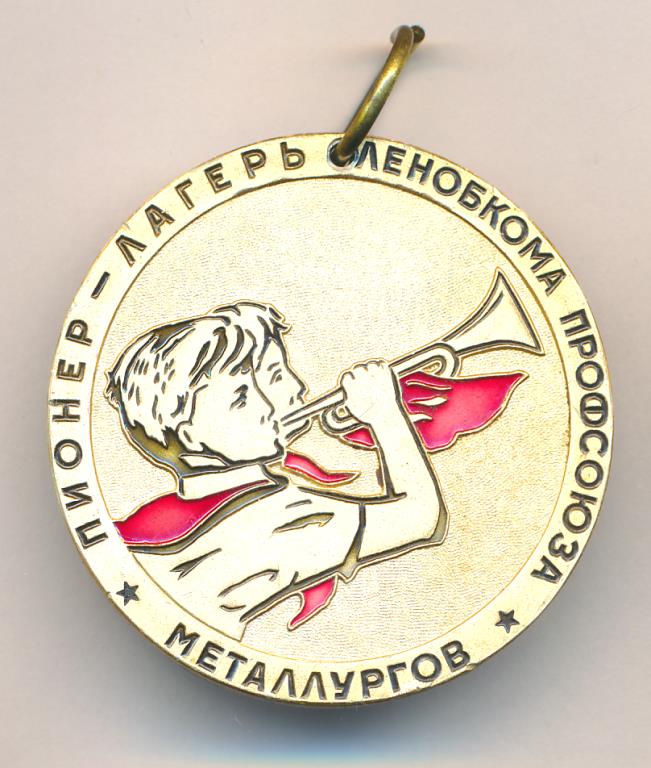 ПИОНЕР – ЛАГЕРЬ ЛЕНОБКОМА ПРОФСОЮЗА
★ МЕТАЛЛУРГОВ ★